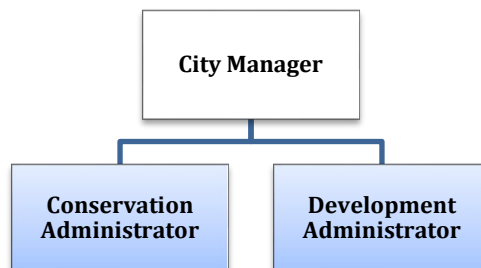 City Manager
Conservation
Administrator
Development
Administrator